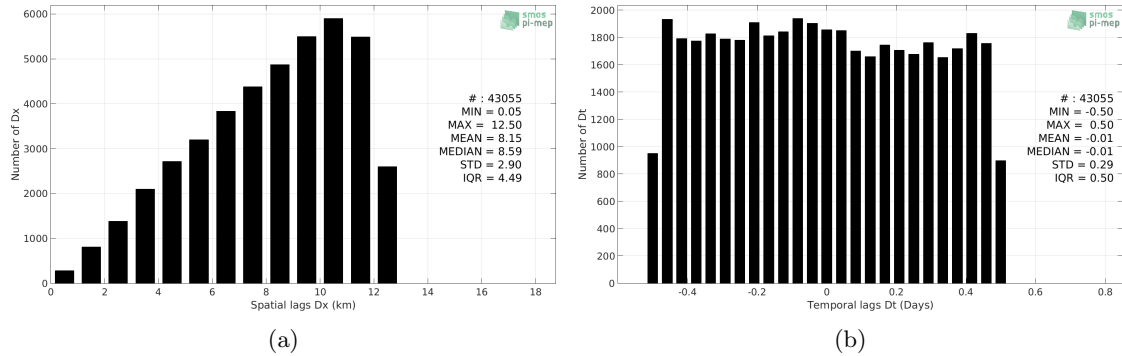 smos
pi-mep
6000
5000
4000
3000
2000
1000
0
Number of Dx
# : 43055
MIN = 0.05
MAX = 12.50
MEAN = 8.15
MEDIAN = 8.59
STD = 2.90
IQR = 4.49
0 2 4 6 8 10 12 14 16 18
Spatial lags Dx (km)
(a)
smos
pi-mep
2000
1800
1600
1400
1200
1000
800
600
400
200
0
Number of Dt
# : 43055
MIN = -0.50
MAX = 0.50
MEAN = -0.01
MEDIAN = -0.01
STD = 0.29
IQR = 0.50
-0.4 -0.2 0 0.2 0.4 0.6 0.8
Temporal lags Dt (Days)
(b)